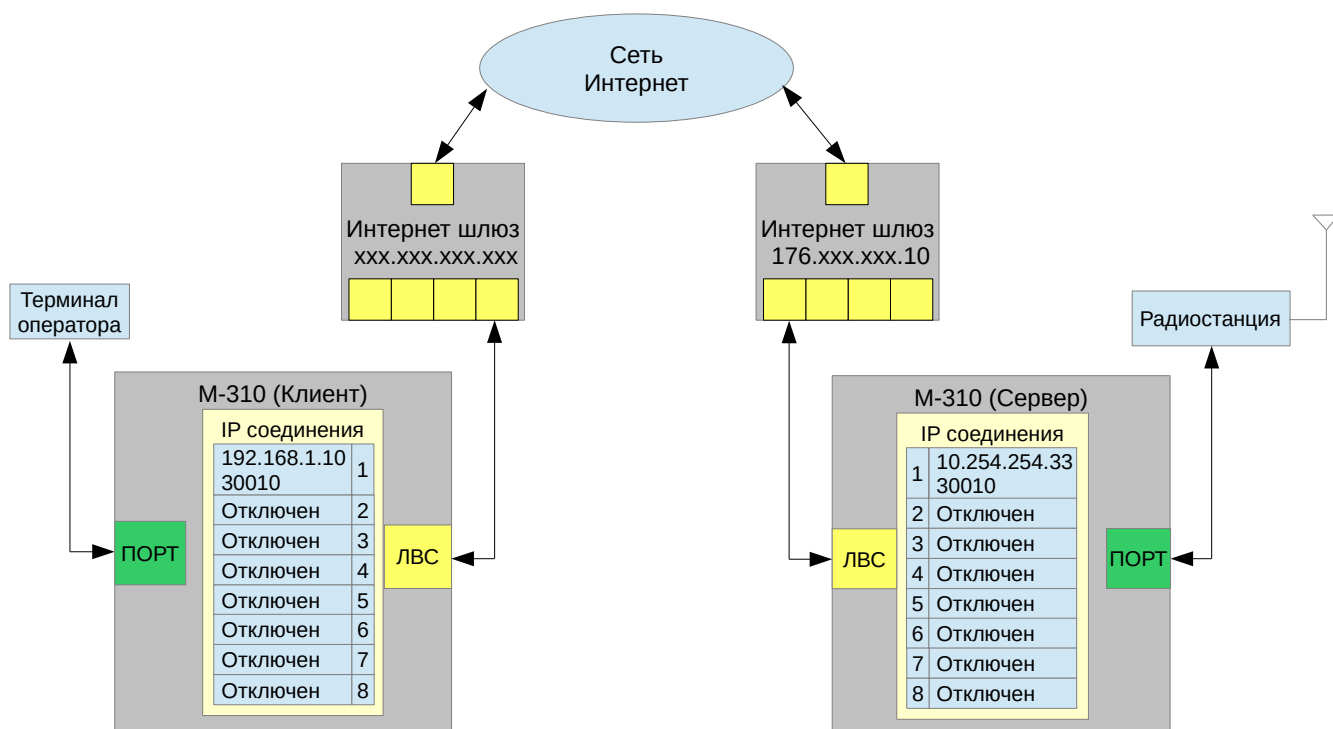 Сеть
Интернет
Интернет шлюз
xxx.xxx.xxx.xxx
Интернет шлюз
176.xxx.xxx.10
Терминал
оператора
Радиостанция
М-310 (Клиент)
IP соединения
192.168.1.10
30010
1
Отключен 2
Отключен 3
Отключен 4
Отключен 5
Отключен 6
Отключен 7
Отключен 8
ПОРТ
ЛВС
М-310 (Сервер)
IP соединения
1
10.254.254.33
30010
2 Отключен
3 Отключен
4 Отключен
5 Отключен
6 Отключен
7 Отключен
8 Отключен
ЛВС
ПОРТ